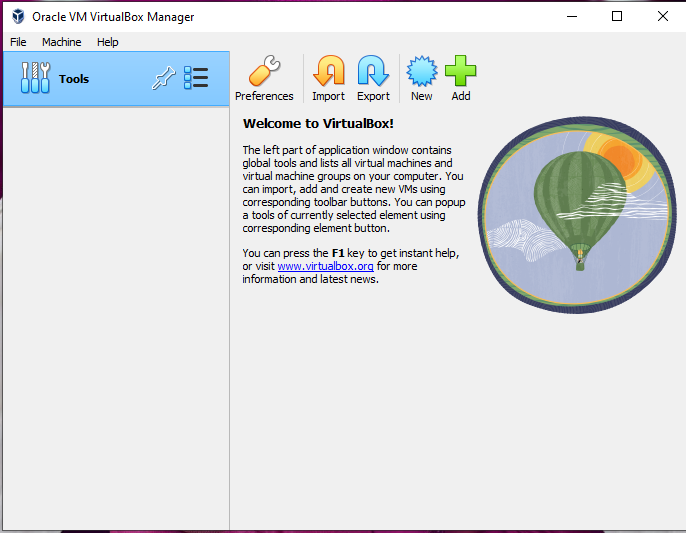 Oracle VM VirtualBox Manager
File Machine Help
Tools
Preferences Import Export New Add
Welcome to VirtualBox!
The left part of application window contains
global tools and lists all virtual machines and
virtual machine groups on your computer. You
can import, add and create new VMs using
corresponding toolbar buttons. You can popup
a tools of currently selected element using
corresponding element button.
You can press the F1 key to get instant help,
or visit www.virtualbox.org for more
information and latest news.